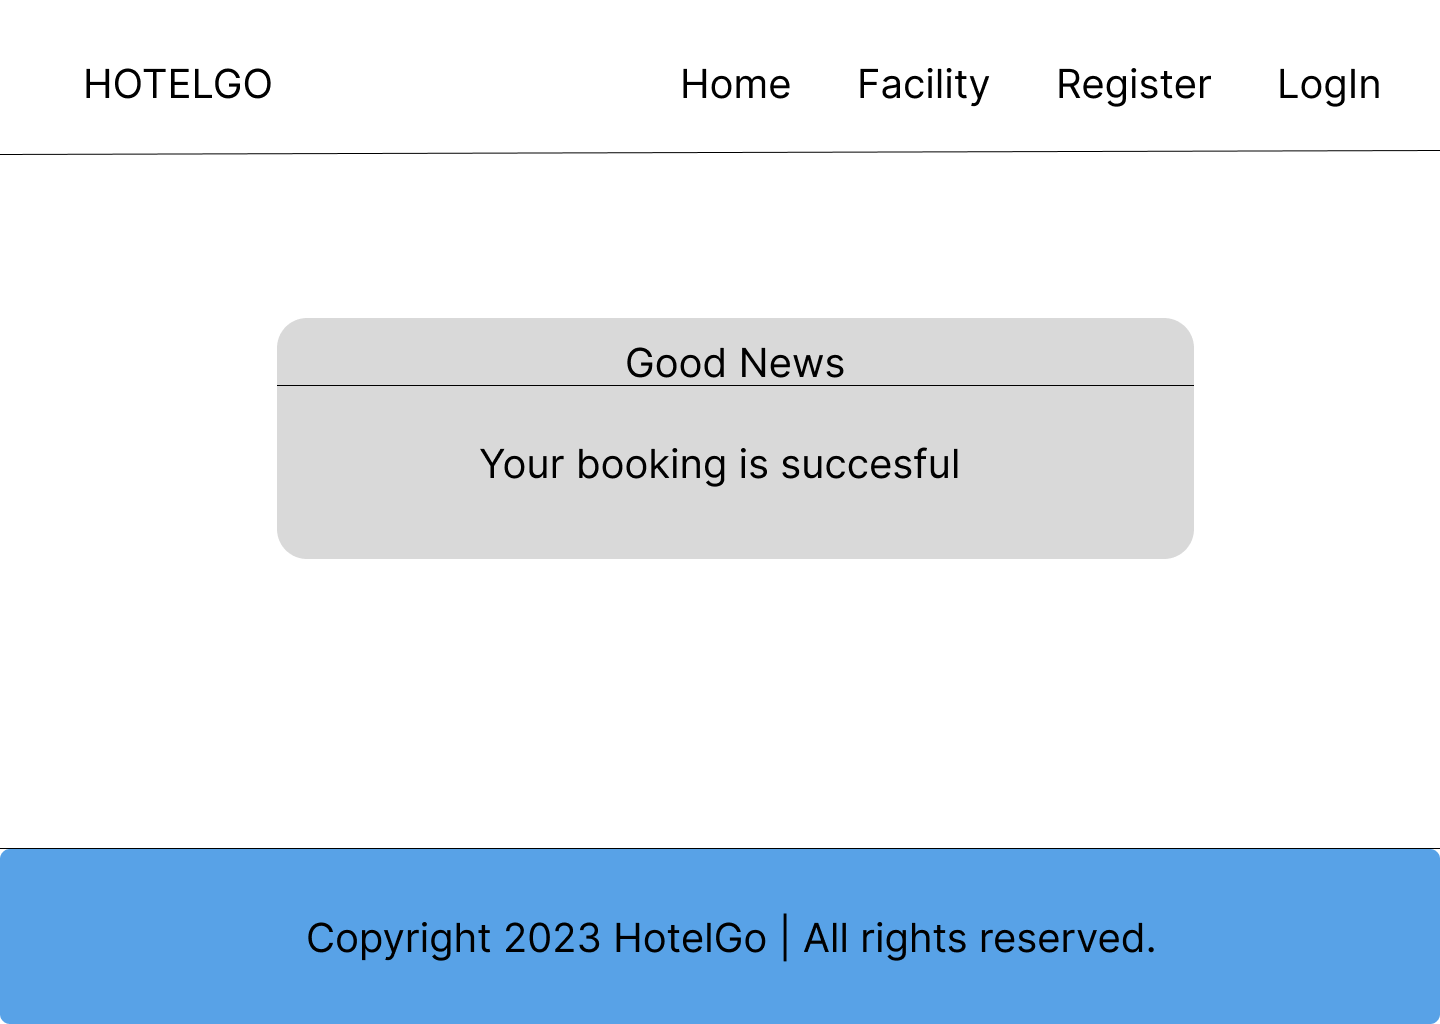 HOTELGO Home Facility Register LogIn
Good News
Your booking is succesful
Copyright 2023 HotelGo | All rights reserved.